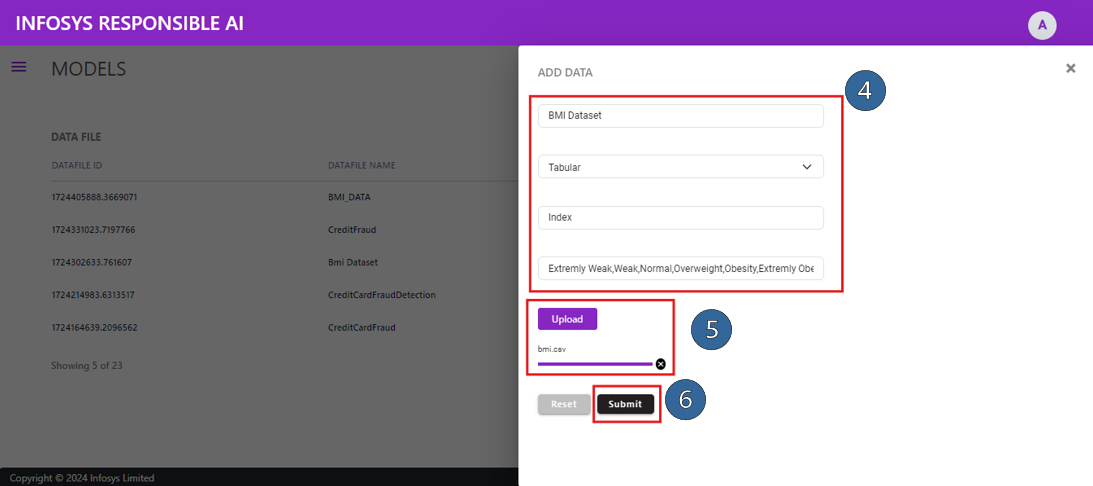 INFOSYS RESPONSIBLE AI
A
MODELS
DATA FILE
DATAFILE ID DATAFILE NAME
1724405888.3669071 BMI_DATA
1724331023.7197766 CreditFraud
1724302633.761607 Bmi Dataset
1724214983.6313517 CreditCardFraudDetection
1724164639.2096562 CreditCardFraud
Showing 5 of 23
ADD DATA
4
BMI Dataset
Tabular
Index
Extremly Weak,Weak,Normal,Overweight,Obesity,Extremly Obe
Upload
5
bmi.csv
Reset Submit
6
Copyright © 2024 Infosys Limited